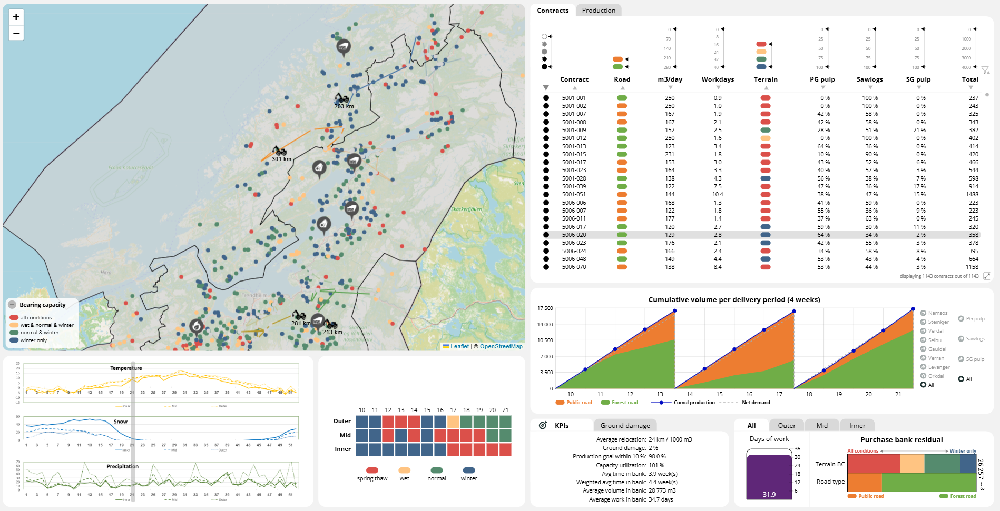 +
−
203 km
301 km
281 km
213 km
Froan naturreservat
Hitra
Trondheim
Skäckerfjällen
Bearing capacity
all conditions
wet & normal & winter
normal & winter
winter only
Leaflet | © OpenStreetMap
Contracts Production
0 0 0 0 0 0
70 8 25 25 25 1000
140 16 50 50 50 2000
210 24 75 75 75 3000
280 32 100 100 100 4000
40
Contract Road m3/day Workdays Terrain PG pulp Sawlogs SG pulp Total
5001-001 250 0.9 0 % 100 % 0 % 237
5001-002 250 1.0 0 % 100 % 0 % 243
5001-007 167 1.9 42 % 58 % 0 % 325
5001-008 167 2.1 42 % 58 % 0 % 343
5001-009 152 2.5 28 % 51 % 21 % 382
5001-012 250 1.6 0 % 100 % 0 % 402
5001-013 123 3.4 64 % 36 % 0 % 414
5001-015 231 1.8 10 % 90 % 0 % 420
5001-017 153 3.0 43 % 52 % 6 % 466
5001-023 164 3.3 40 % 57 % 3 % 544
5001-028 138 4.3 56 % 38 % 7 % 598
5001-039 122 7.5 47 % 36 % 17 % 914
5001-051 144 10.4 38 % 47 % 15 % 1488
5006-006 168 1.3 41 % 59 % 0 % 223
5006-007 122 1.8 55 % 36 % 9 % 223
5006-011 177 1.4 37 % 63 % 0 % 245
5006-017 120 2.7 59 % 30 % 11 % 320
5006-020 129 2.8 64 % 34 % 2 % 358
5006-023 176 2.1 42 % 55 % 3 % 378
5006-024 166 2.4 34 % 58 % 8 % 395
5006-048 149 4.4 53 % 43 % 4 % 664
5006-070 138 8.4 53 % 44 % 3 % 1158
displaying 1143 contracts out of 1143
Cumulative volume per delivery period (4 weeks)
17 500
14 000
10 500
7 000
3 500
0
10 11 12 13 14 15 16 17 18 19 20 21
Public road Forest road Cumul production Net demand
Namsos
Steinkjer
Verdal
Selbu
Gauldal
Verran
Levanger
Orkdal
All
PG pulp
Sawlogs
SG pulp
All
Temperature
25
20
15
10
5
0
-5
10
15
1 3 5 7 9 11 13 15 17 19 21 23 25 27 29 31 33 35 37 39 41 43 45 47 49 51
Inner Mid Outer
Snow
60
40
20
0
1 3 5 7 9 11 13 15 17 19 21 23 25 27 29 31 33 35 37 39 41 43 45 47 49 51
Inner Mid Outer
Precipitation
70
60
50
40
30
20
10
0
1 3 5 7 9 11 13 15 17 19 21 23 25 27 29 31 33 35 37 39 41 43 45 47 49 51
Inner Mid Outer
10 11 12 13 14 15 16 17 18 19 20 21
Outer
Mid
Inner
spring thaw wet normal winter
KPIs Ground damage
Average relocation: 24 km / 1000 m3
Ground damage: 2 %
Production goal within 10 %: 98.0 %
Capacity utilization: 101 %
Avg time in bank: 3.9 week(s)
Weighted avg time in bank: 4.4 week(s)
Average volume in bank: 28 773 m3
Average work in bank: 34.7 days
All Outer Mid Inner
Days of work
36
30
24
18
12
6
31.9
Purchase bank residual
All conditions Winter only
Terrain BC
Road type
26 257 m3
Public road Forest road